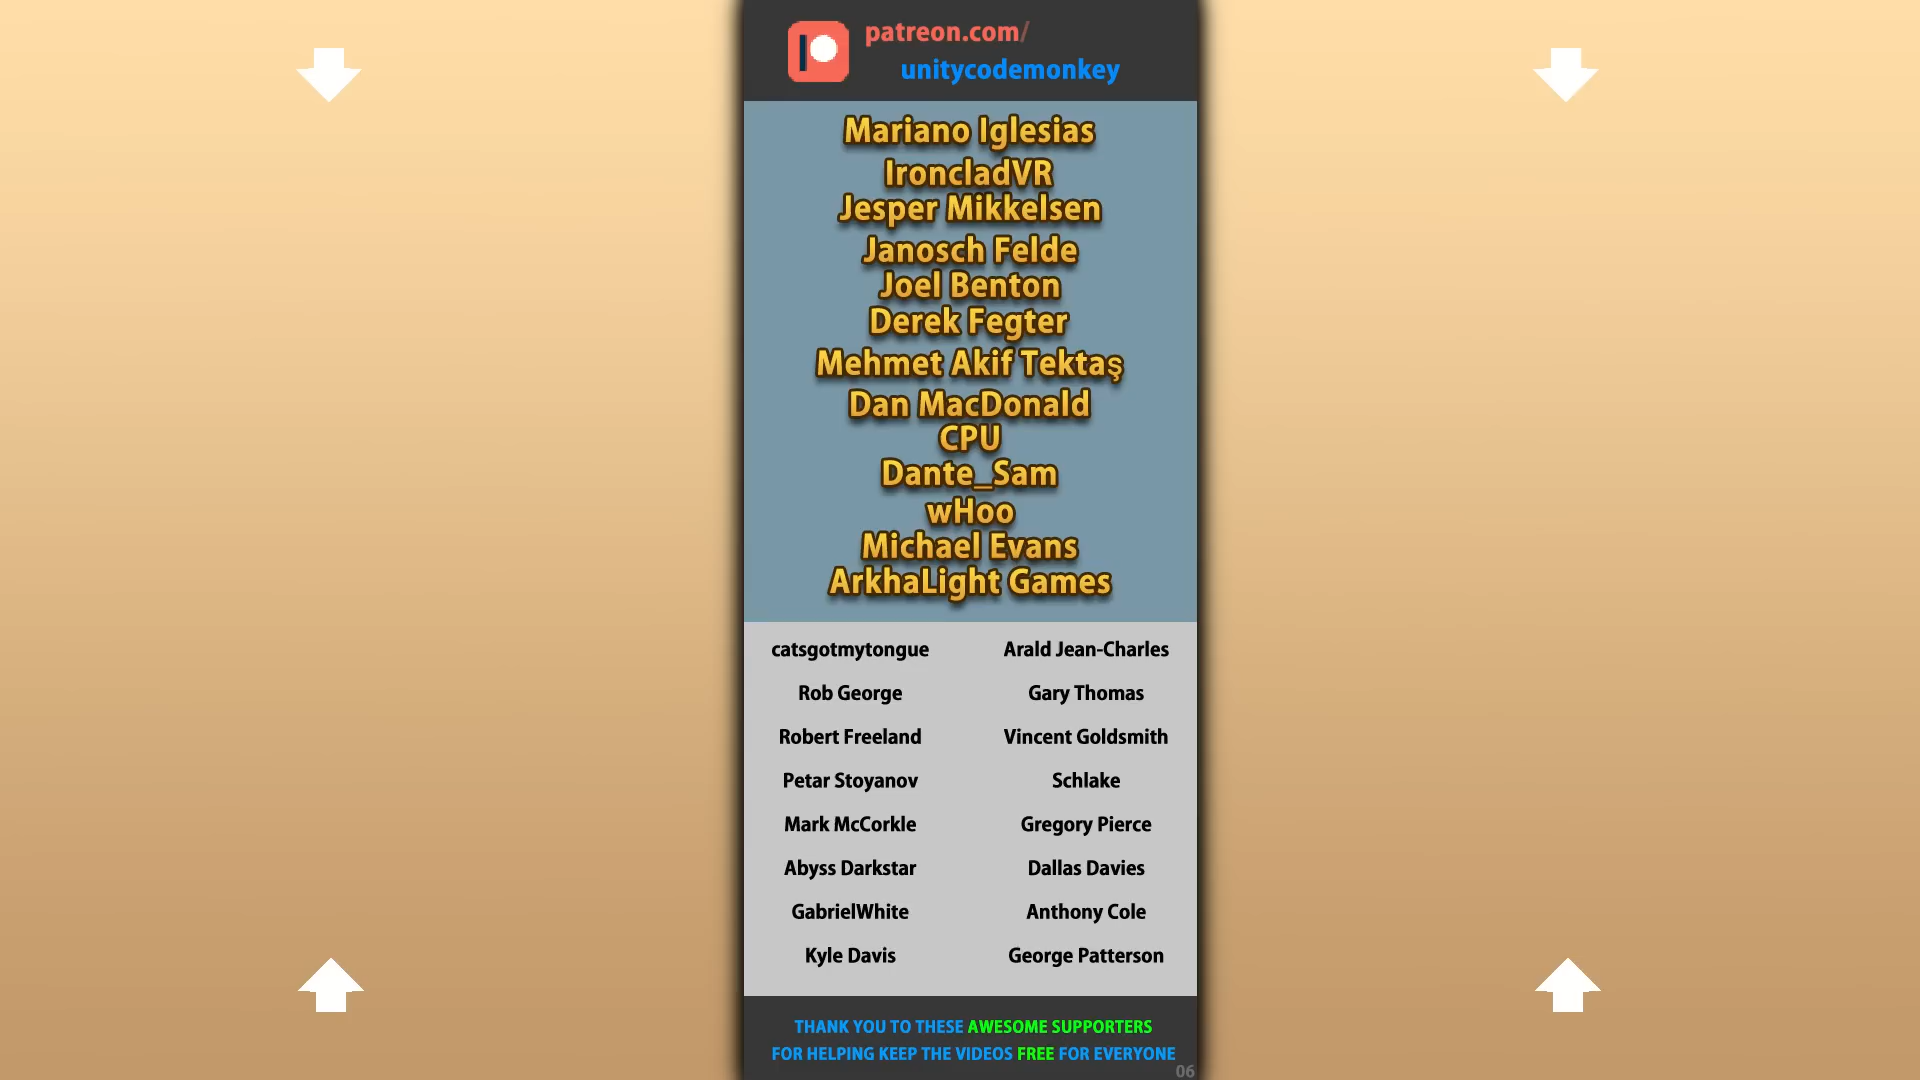 patreon.com/
unitycodemonkey
Mariano Iglesias
IroncladVR
Jesper Mikkelsen
Janosch Felde
Joel Benton
Derek Fegter
Mehmet Akif Tektaş
Dan MacDonald
CPU
Dante_Sam
wHoo
Michael Evans
ArkhaLight Games
catsgotmytongue
Arald Jean-Charles
Rob George
Gary Thomas
Robert Freeland
Vincent Goldsmith
Petar Stoyanov
Schlake
Mark McCorkle
Gregory Pierce
Abyss Darkstar
Dallas Davies
GabrielWhite
Anthony Cole
Kyle Davis
George Patterson
THANK YOU TO THESE AWESOME SUPPORTERS
FOR HELPING KEEP THE VIDEOS FREE FOR EVERYONE
06